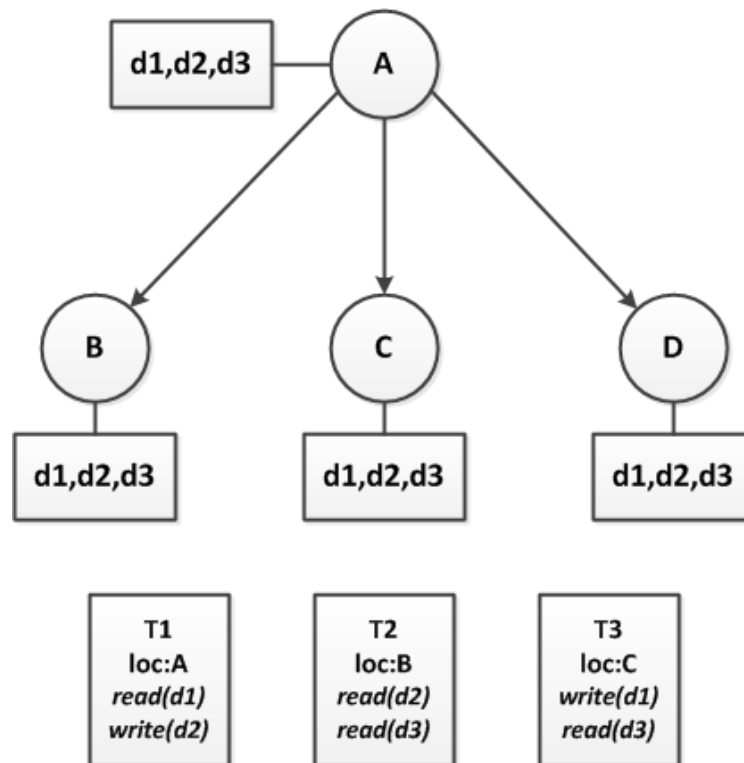 d1,d2,d3
A
B
C
D
d1,d2,d3
d1,d2,d3
d1,d2,d3
T1
loc:A
read(d1)
write(d2)
T2
loc:B
read(d2)
read(d3)
T3
loc:C
write(d1)
read(d3)